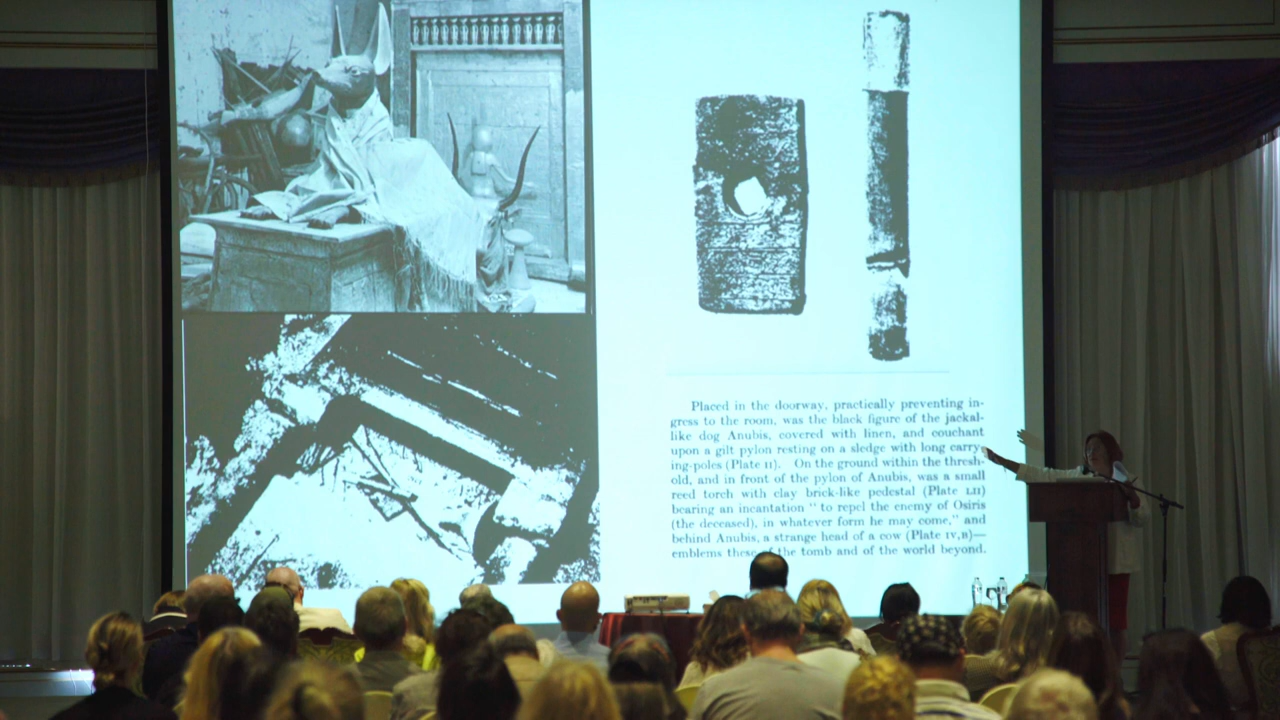 Placed in the doorway, practically preventing in-
gress to the room, was the black figure of the jackal-
like dog Anubis, covered with linen, and couchant
upon a gilt pylon resting on a sledge with long carry-
ing-poles (Plate II). On the ground within the thresh-
old, and in front of the pylon of Anubis, was a small
reed torch with clay brick-like pedestal (Plate LII)
bearing an incantation " to repel the enemy of Osiris
(the deceased), in whatever form he may come," and
behind Anubis, a strange head of a cow (Plate IV, B)—
emblems these of the tomb and of the world beyond.